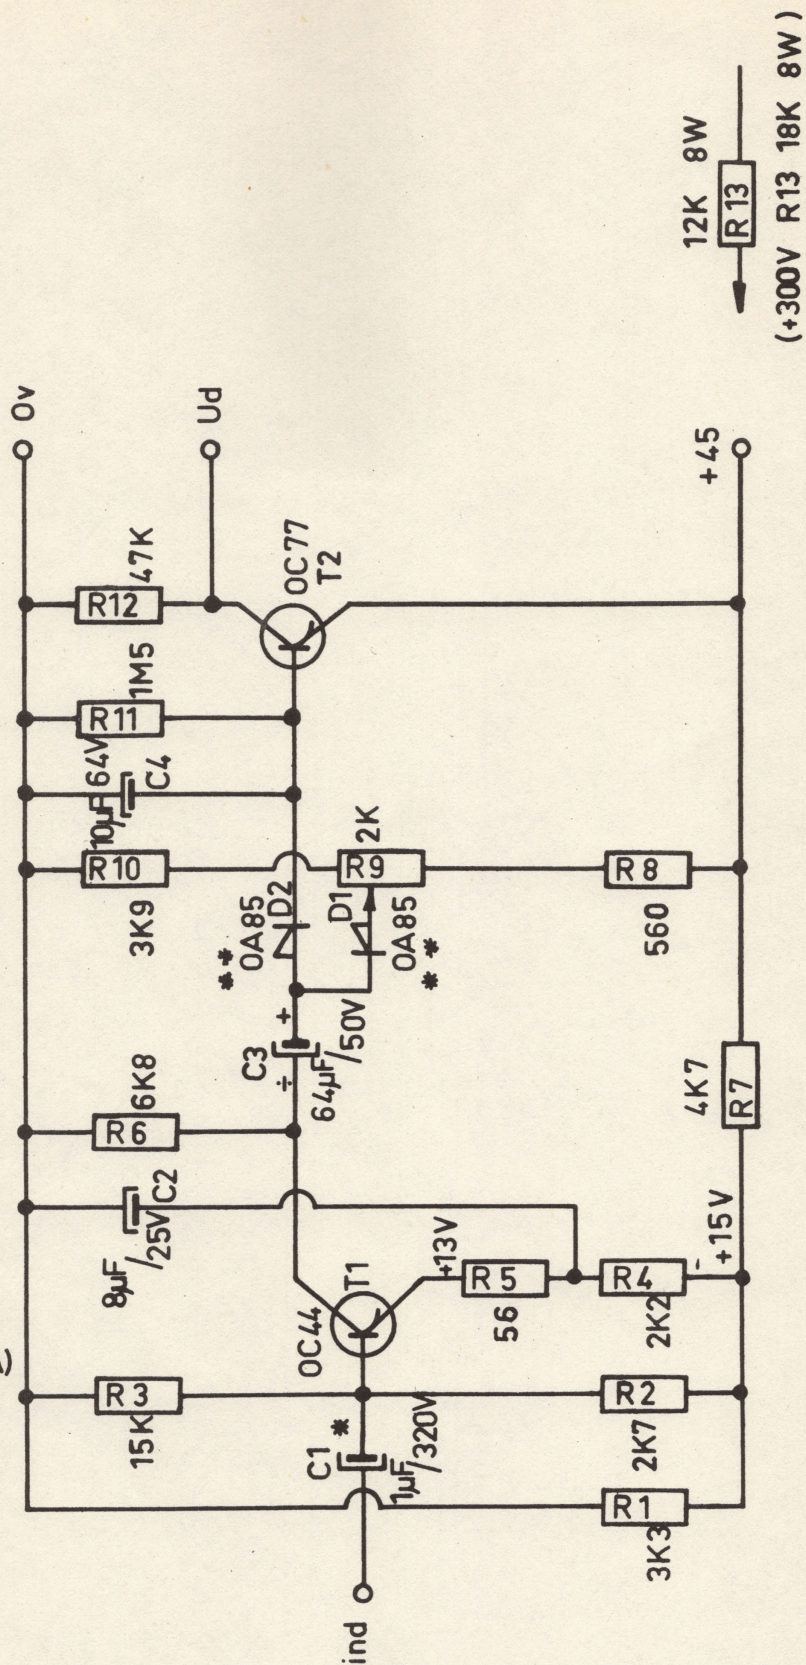 0v
Ud
R12
47K
OC77
T2
R11
1M5
10µF/64V
C4
R10
3K9
R9
2K
R8
560
D2
OA85
**
D1
OA85
**
+
C3
÷
64µF/50V
R6
6K8
C2
8µF/25V
T1
OC44
+13V
R5
56
R4
2K2
+15V
R7
4K7
+45
R3
15K
C1
*
1µF/320V
R2
2K7
R1
3K3
ind
12K 8W
R13
(+300V R13 18K 8W)